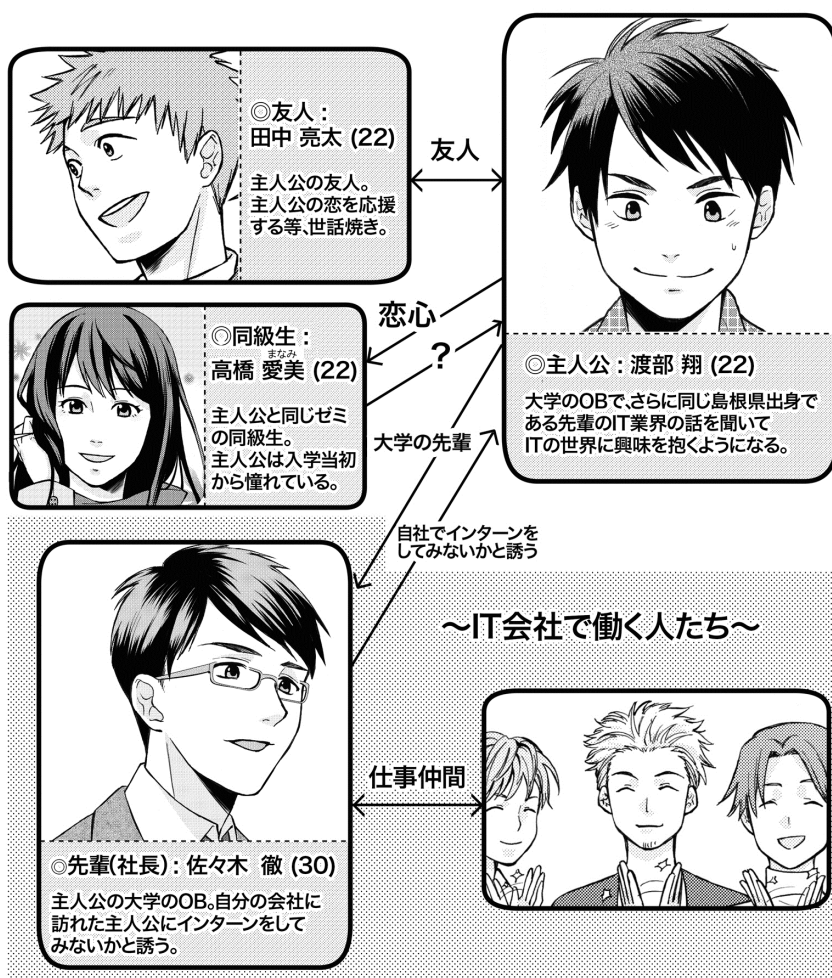 ◎友人：
田中 亮太 (22)
主人公の友人。
主人公の恋を応援
する等、世話焼き。
友人
◎主人公：渡部 翔 (22)
大学のOBで、さらに同じ島根県出身で
ある先輩のIT業界の話を聞いて
ITの世界に興味を抱くようになる。
恋心
？
◎同級生：
まなみ
高橋 愛美 (22)
主人公と同じゼミ
の同級生。
主人公は入学当初
から憧れている。
大学の先輩
自社でインターンを
してみないかと誘う
～IT会社で働く人たち～
仕事仲間
◎先輩(社長)：佐々木 徹 (30)
主人公の大学のOB。自分の会社に
訪れた主人公にインターンをして
みないかと誘う。